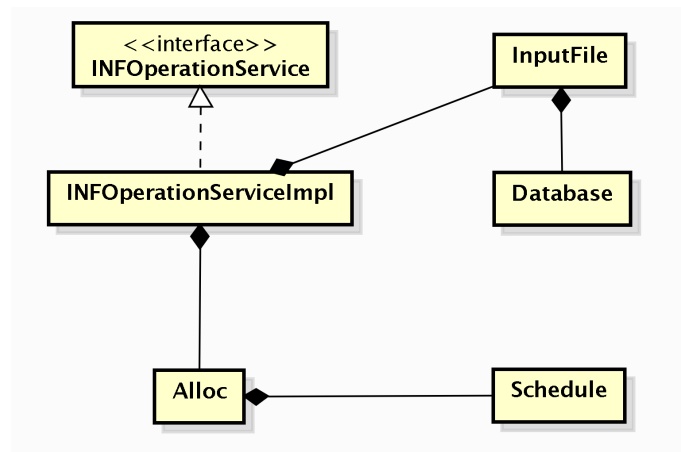 <<interface>>
INFOperationService
InputFile
INFOperationServiceImpl
Database
Alloc
Schedule